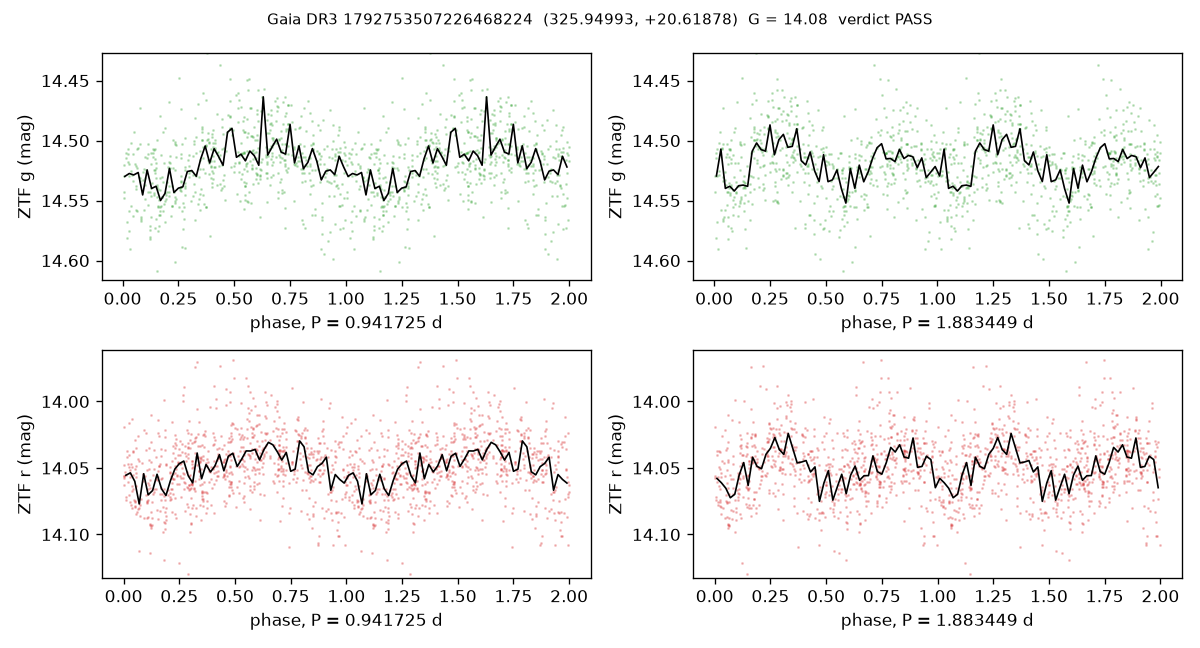 Gaia DR3 1792753507226468224  (325.94993, +20.61878)  G = 14.08  verdict PASS
ZTF g (mag)
14.45
14.50
14.55
14.60
0.00 0.25 0.50 0.75 1.00 1.25 1.50 1.75 2.00
phase, P = 0.941725 d
ZTF g (mag)
14.45
14.50
14.55
14.60
0.00 0.25 0.50 0.75 1.00 1.25 1.50 1.75 2.00
phase, P = 1.883449 d
ZTF r (mag)
14.00
14.05
14.10
0.00 0.25 0.50 0.75 1.00 1.25 1.50 1.75 2.00
phase, P = 0.941725 d
ZTF r (mag)
14.00
14.05
14.10
0.00 0.25 0.50 0.75 1.00 1.25 1.50 1.75 2.00
phase, P = 1.883449 d